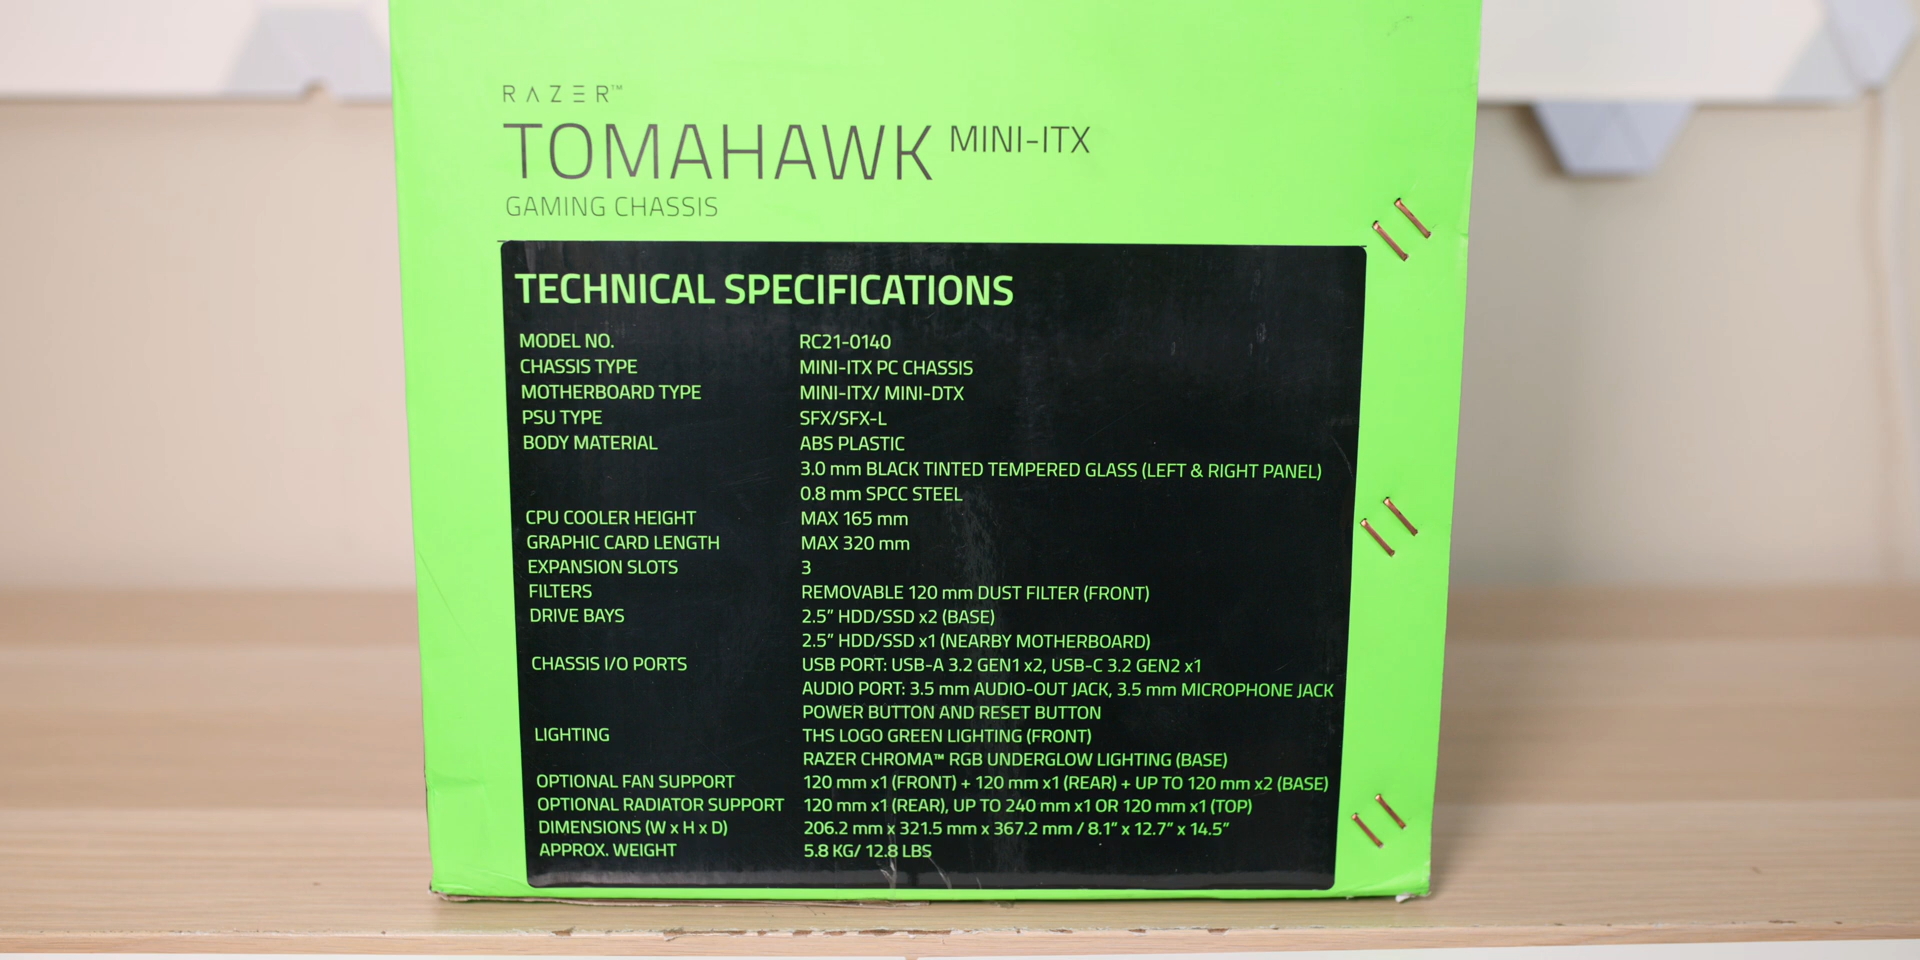 RAZER™
TOMAHAWK MINI-ITX
GAMING CHASSIS
TECHNICAL SPECIFICATIONS
MODEL NO. RC21-0140
CHASSIS TYPE MINI-ITX PC CHASSIS
MOTHERBOARD TYPE MINI-ITX/ MINI-DTX
PSU TYPE SFX/SFX-L
BODY MATERIAL ABS PLASTIC
3.0 mm BLACK TINTED TEMPERED GLASS (LEFT & RIGHT PANEL)
0.8 mm SPCC STEEL
CPU COOLER HEIGHT MAX 165 mm
GRAPHIC CARD LENGTH MAX 320 mm
EXPANSION SLOTS 3
FILTERS REMOVABLE 120 mm DUST FILTER (FRONT)
DRIVE BAYS 2.5” HDD/SSD x2 (BASE)
2.5” HDD/SSD x1 (NEARBY MOTHERBOARD)
CHASSIS I/O PORTS USB PORT: USB-A 3.2 GEN1 x2, USB-C 3.2 GEN2 x1
AUDIO PORT: 3.5 mm AUDIO-OUT JACK, 3.5 mm MICROPHONE JACK
POWER BUTTON AND RESET BUTTON
LIGHTING THS LOGO GREEN LIGHTING (FRONT)
RAZER CHROMA™ RGB UNDERGLOW LIGHTING (BASE)
OPTIONAL FAN SUPPORT 120 mm x1 (FRONT) + 120 mm x1 (REAR) + UP TO 120 mm x2 (BASE)
OPTIONAL RADIATOR SUPPORT 120 mm x1 (REAR), UP TO 240 mm x1 OR 120 mm x1 (TOP)
DIMENSIONS (W x H x D) 206.2 mm x 321.5 mm x 367.2 mm / 8.1” x 12.7” x 14.5”
APPROX. WEIGHT 5.8 KG/ 12.8 LBS